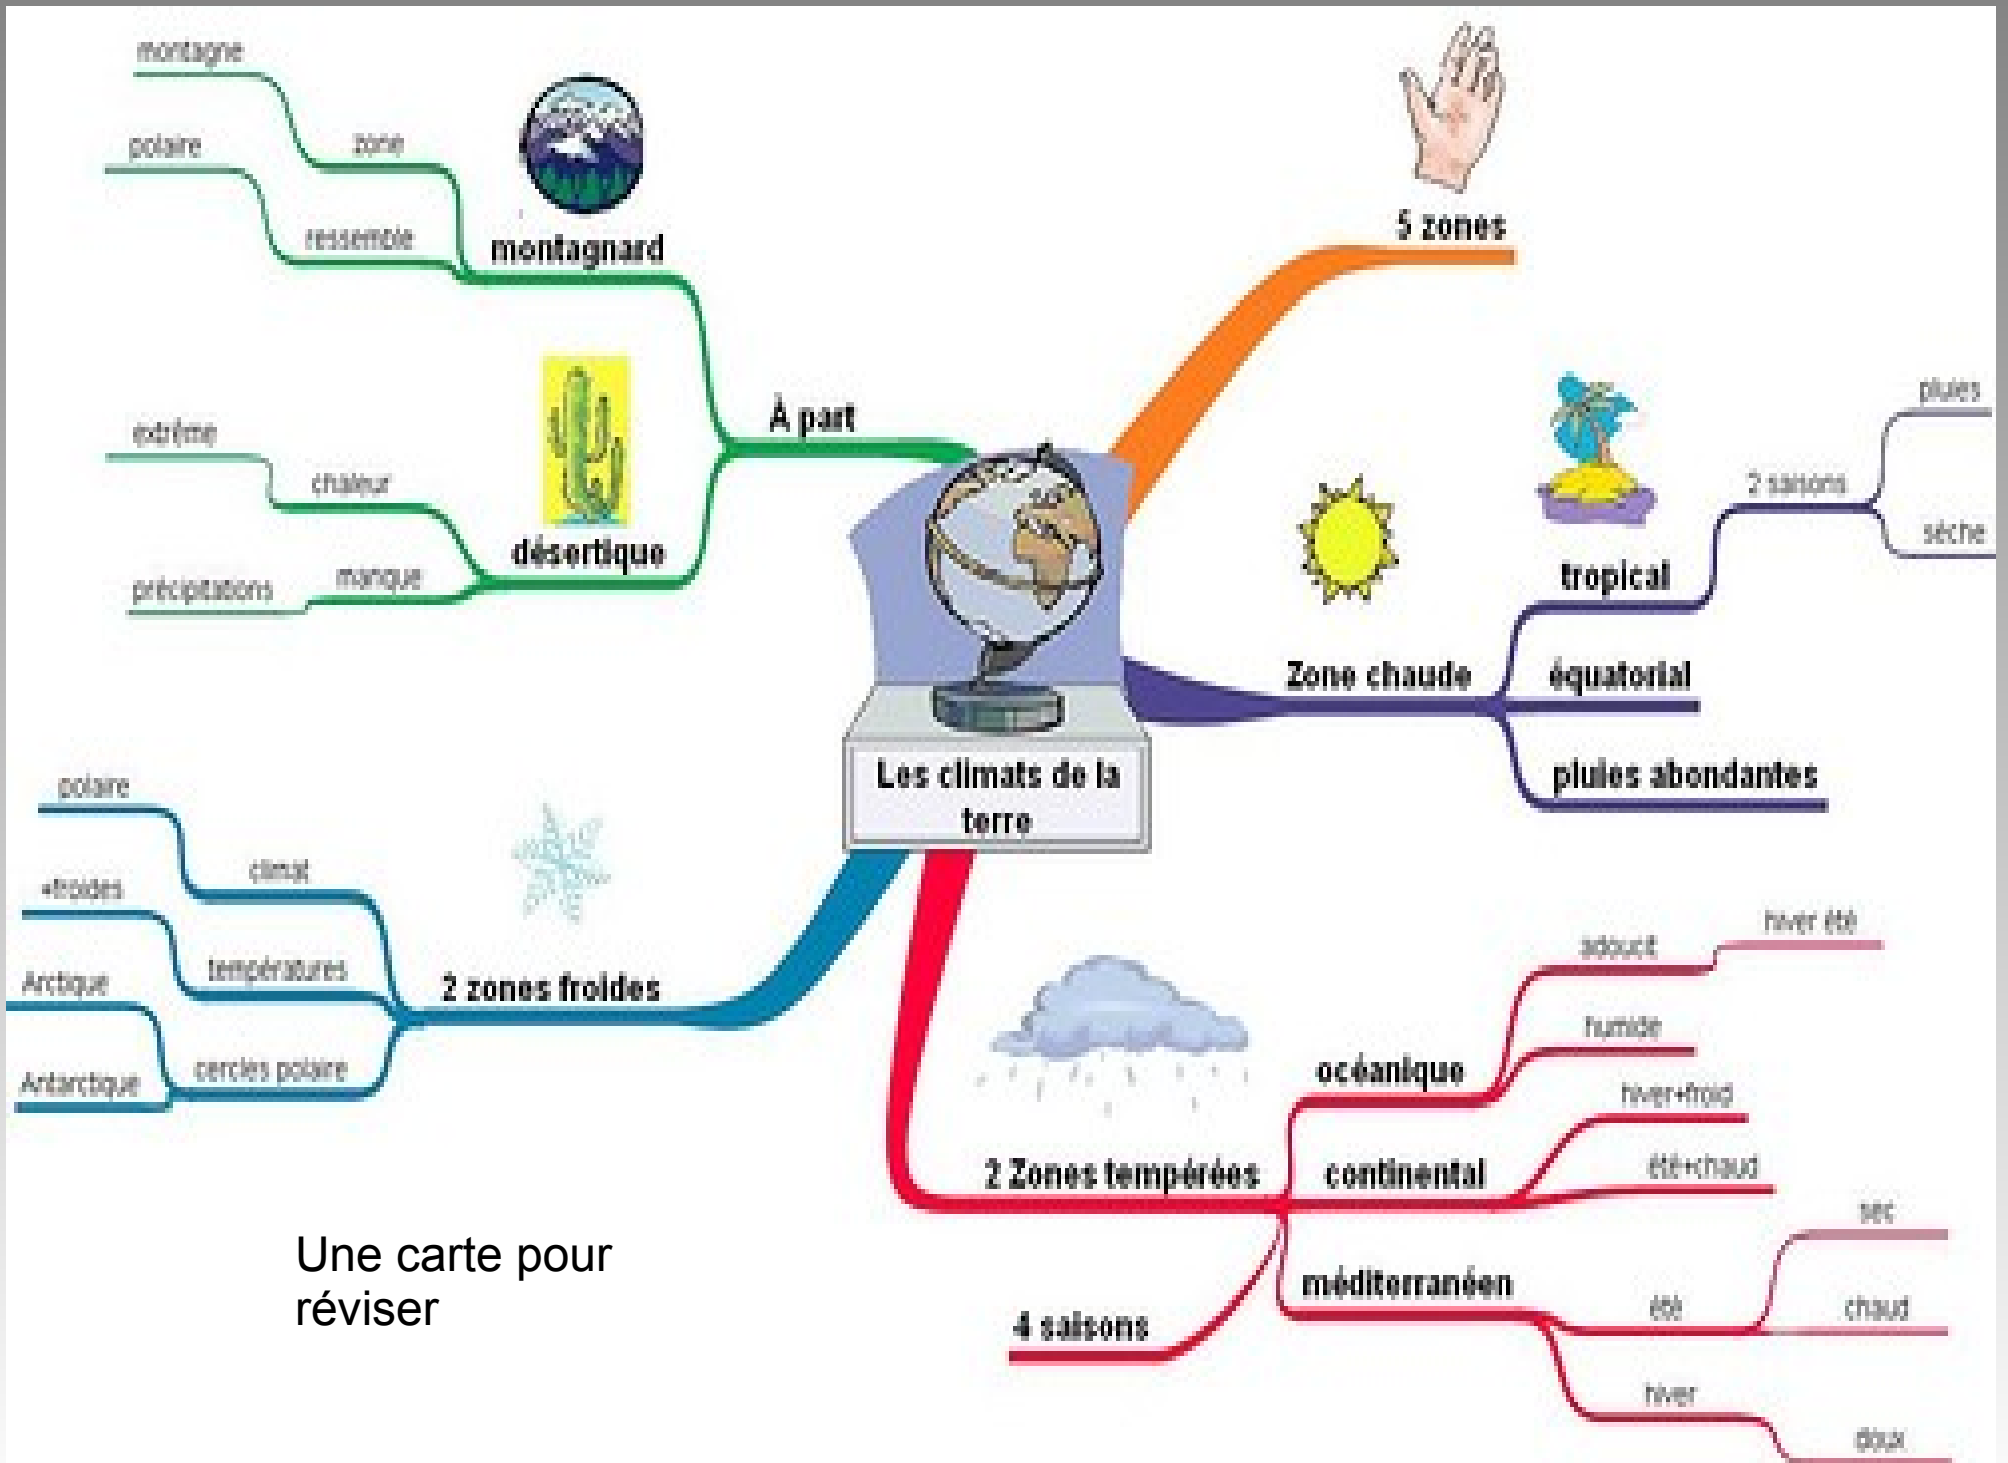 montagne
polaire
zone
ressemble
montagnard
extrême
chaleur
précipitations
manque
désertique
À part
5 zones
pluies
2 saisons
sèche
tropical
Zone chaude
équatorial
pluies abondantes
Les climats de la
terre
polaire
climat
+froides
températures
Arctique
2 zones froides
cercles polaire
Antarctique
hiver été
adoucit
humide
océanique
hiver+froid
2 Zones tempérées
continental
été+chaud
sec
méditerranéen
été
chaud
4 saisons
hiver
doux
Une carte pour
réviser